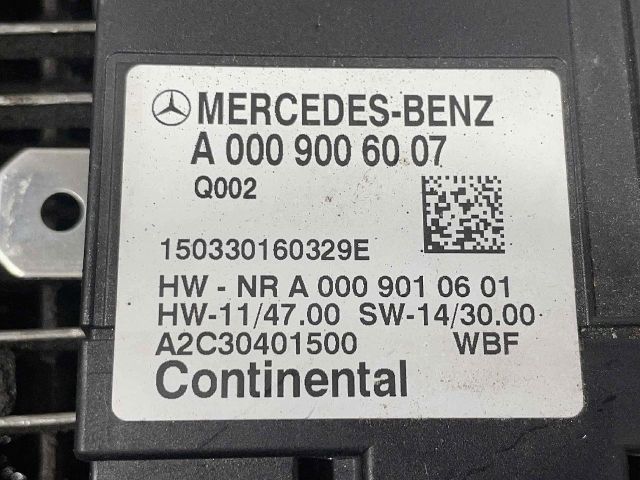 MERCEDES-BENZ
A 000 900 60 07
Q002
150330160329E
HW - NR A 000 901 06 01
HW-11/47.00 SW-14/30.00
A2C30401500 WBF
Continental